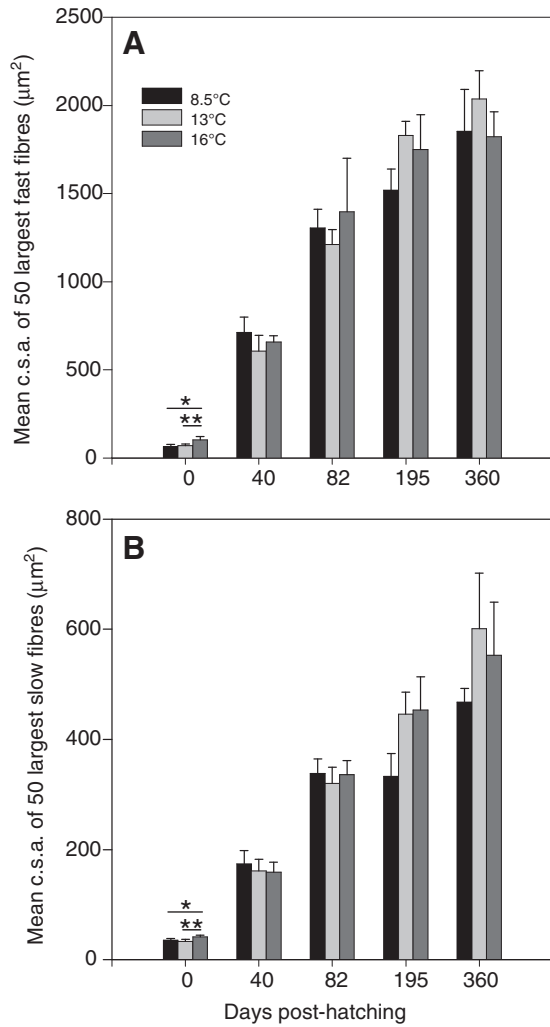 A
Mean c.s.a. of 50 largest fast fibres (μm²)
2500
2000
1500
1000
500
0
8.5°C
13°C
16°C
*
**
0 40 82 195 360
B
Mean c.s.a. of 50 largest slow fibres (μm²)
800
600
400
200
0
*
**
0 40 82 195 360
Days post-hatching